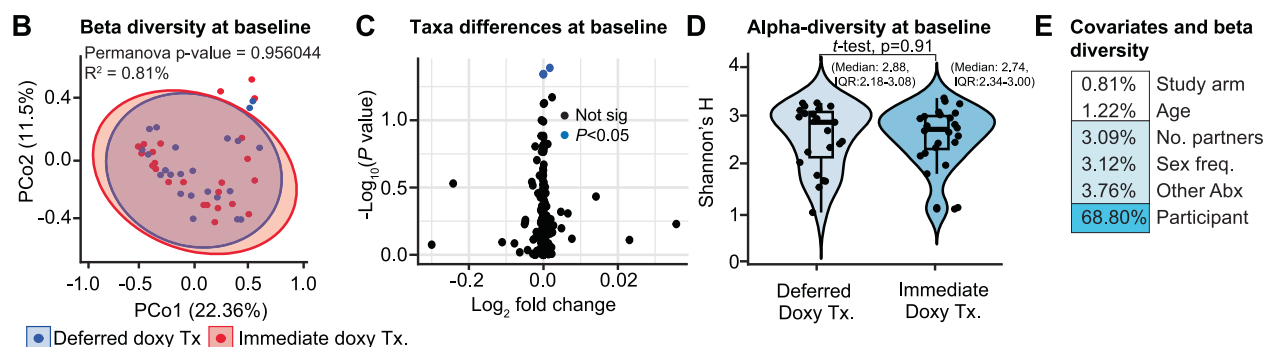 B Beta diversity at baseline
Permanova p-value = 0.956044
R² = 0.81%
PCo2 (11.5%)
0.4
0.0
-0.4
-1.0 -0.5 0.0 0.5 1.0
PCo1 (22.36%)
Deferred doxy Tx Immediate doxy Tx.
C Taxa differences at baseline
-Log₁₀(P value)
1.0
0.5
0.0
Not sig
P<0.05
-0.2 0.0 0.02
Log₂ fold change
D Alpha-diversity at baseline
t-test, p=0.91
(Median: 2,88,
IQR:2.18-3.08)
(Median: 2,74,
IQR:2.34-3.00)
Shannon's H
4
3
2
1
0
Deferred
Doxy Tx.
Immediate
Doxy Tx.
E Covariates and beta
diversity
0.81% Study arm
1.22% Age
3.09% No. partners
3.12% Sex freq.
3.76% Other Abx
68.80% Participant